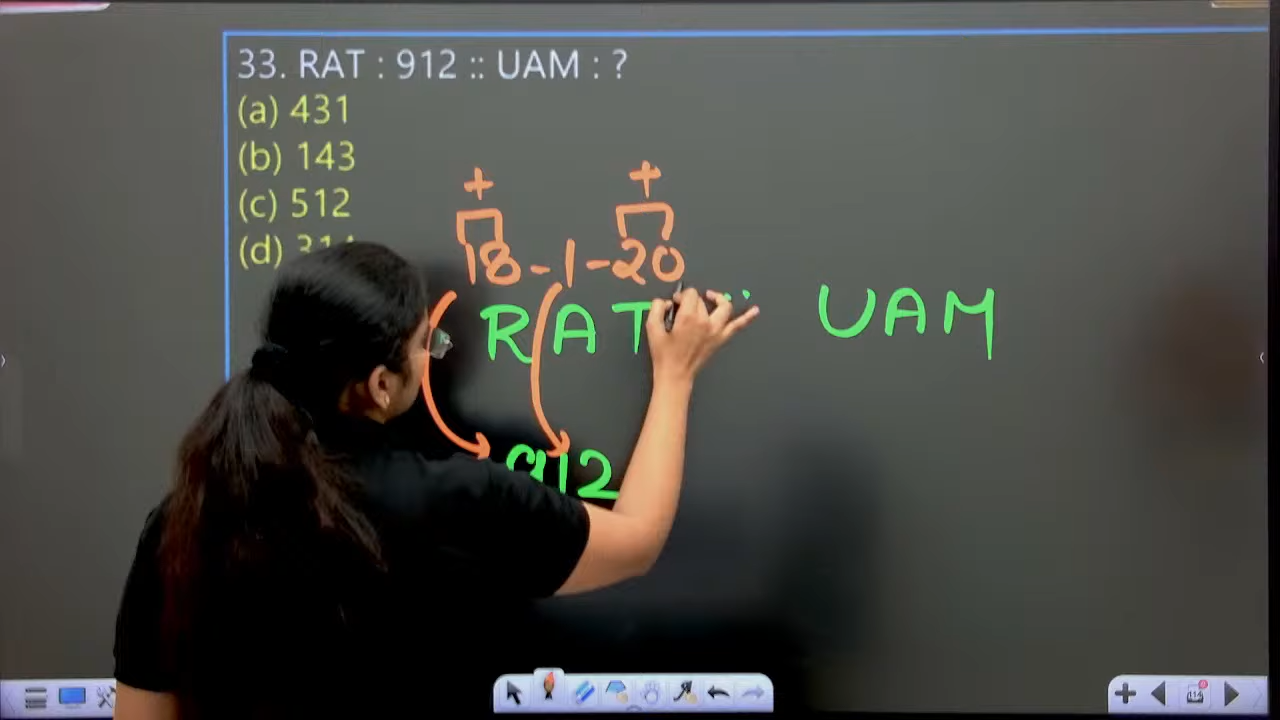 33. RAT : 912 :: UAM : ?
(a) 431
(b) 143
(c) 512
(d)
+ +
18-1-20
RAT :: UAM
912